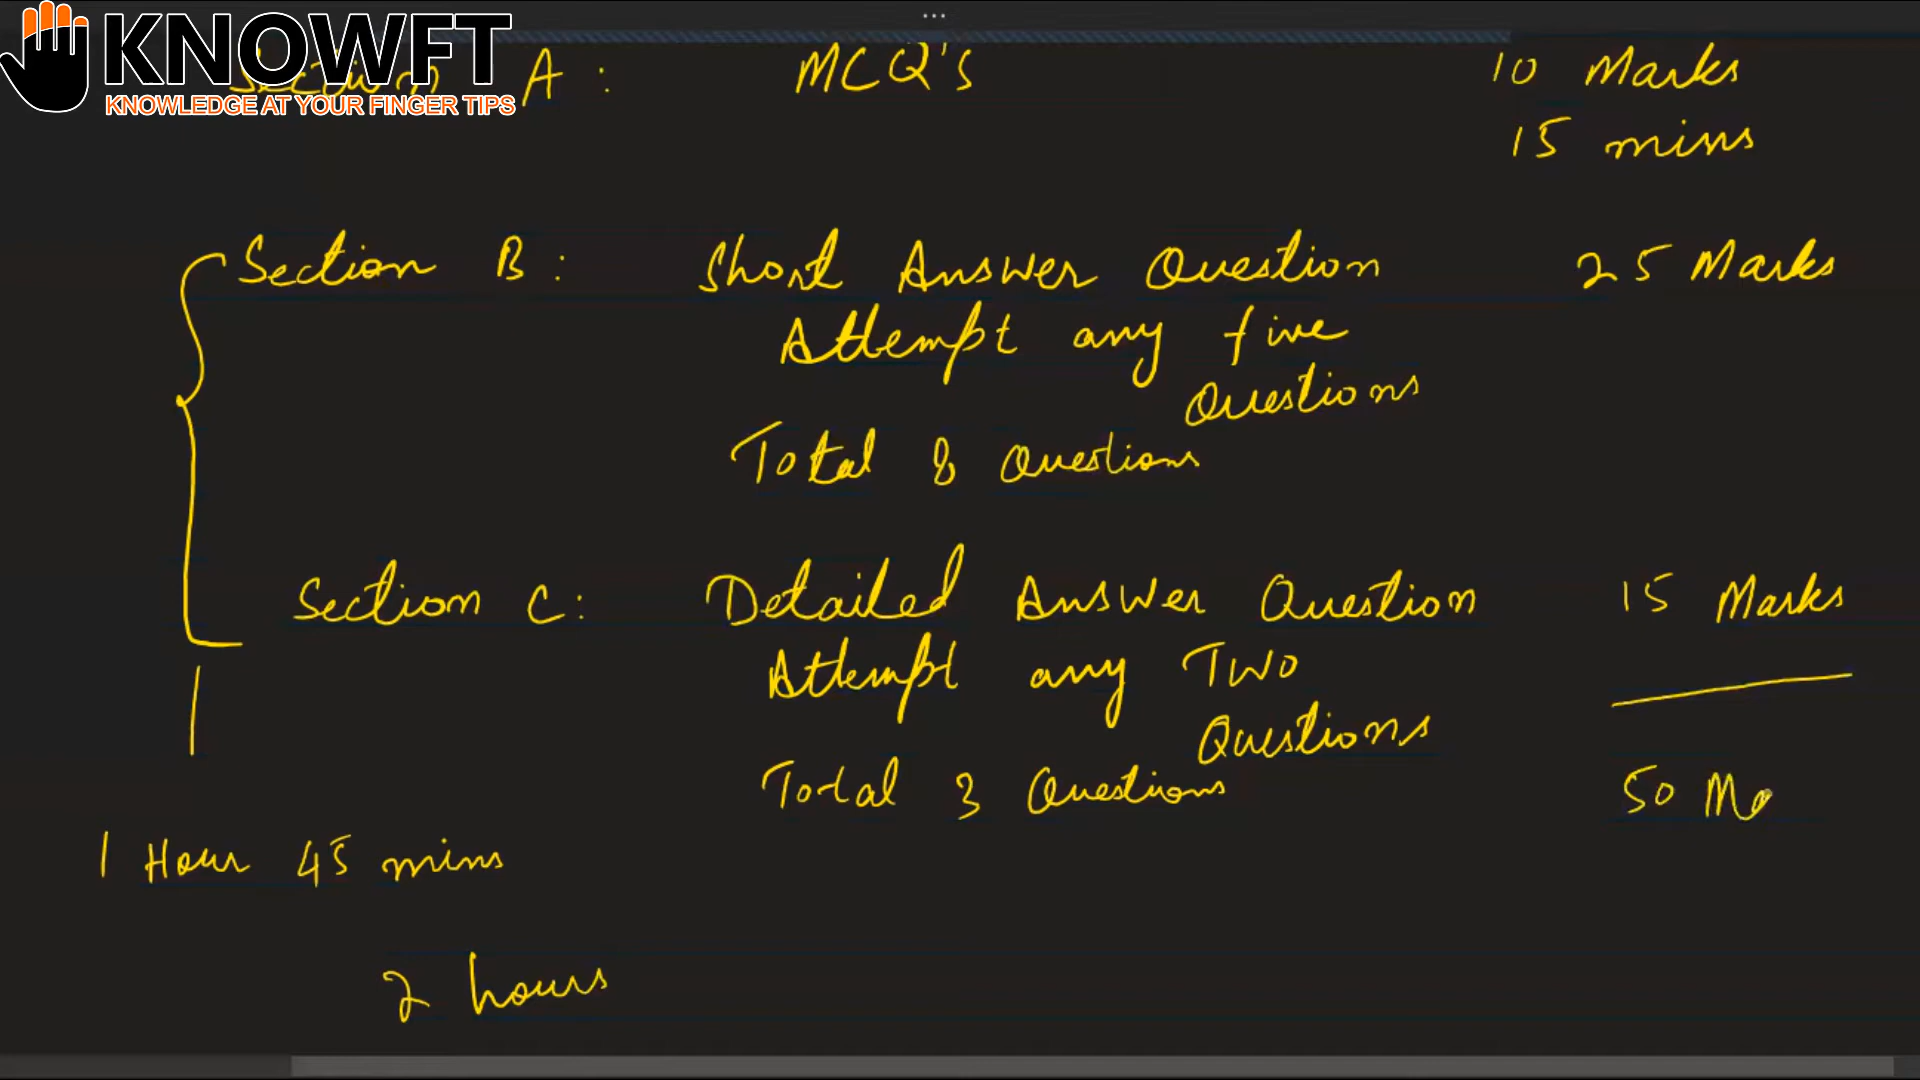 KNOWFT
KNOWLEDGE AT YOUR FINGER TIPS
Section A : MCQ's 10 Marks
15 mins
Section B : Short Answer Question 25 Marks
Attempt any five
Questions
Total 8 Questions
Section C : Detailed Answer Question 15 Marks
Attempt any Two
Questions
Total 3 Questions 50 Ma
1 Hour 45 mins
2 hours